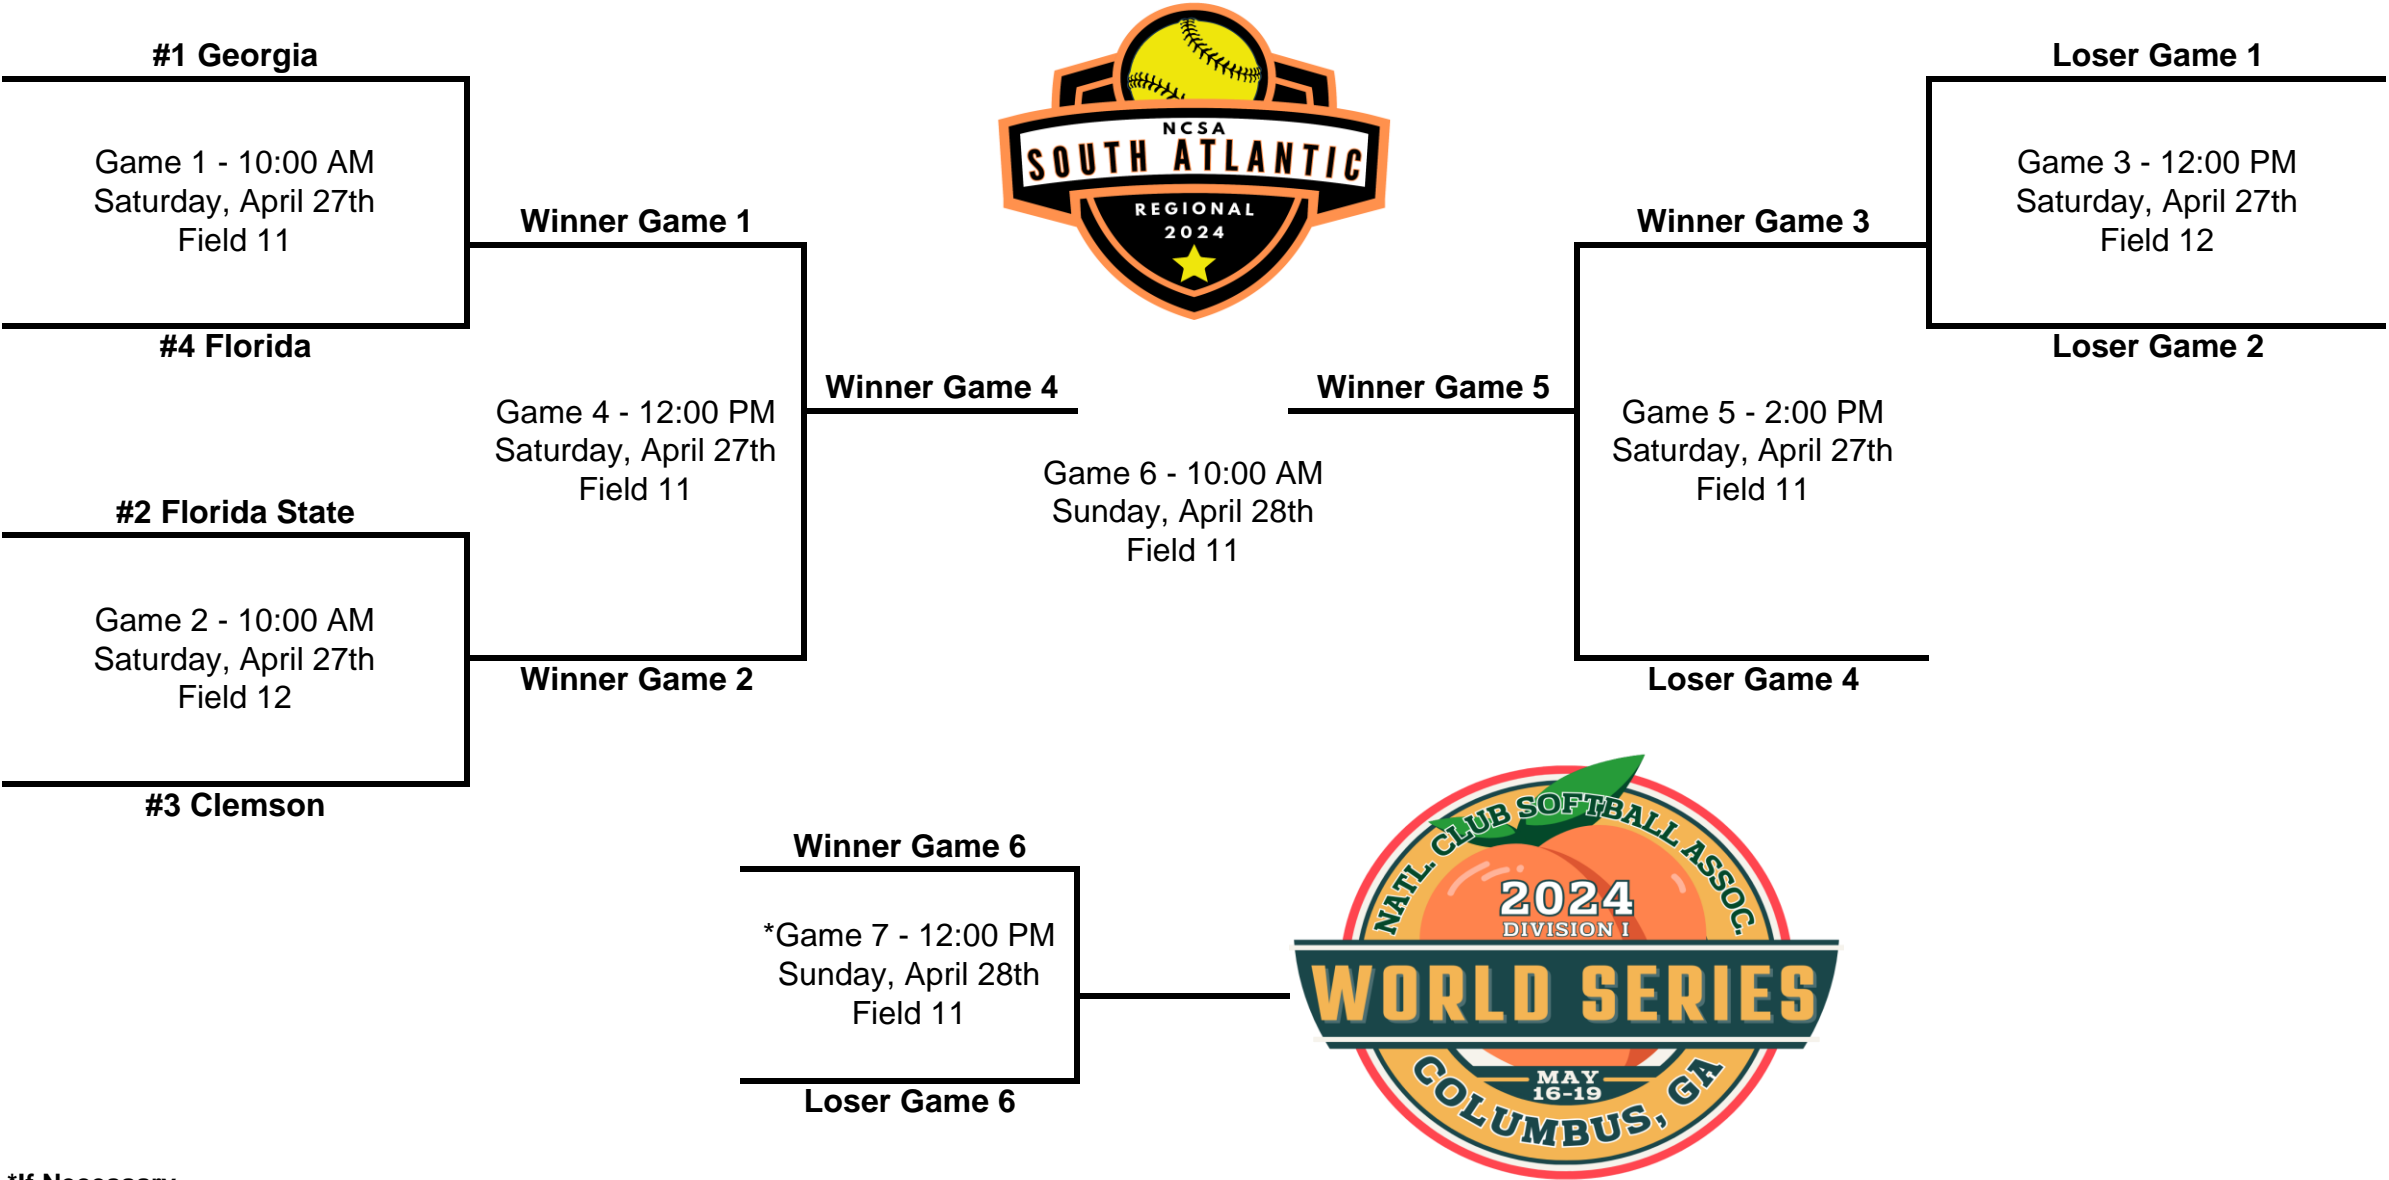 #1 Georgia
Game 1 - 10:00 AM
Saturday, April 27th
Field 11
#4 Florida
Winner Game 1
Game 4 - 12:00 PM
Saturday, April 27th
Field 11
Winner Game 2
#2 Florida State
Game 2 - 10:00 AM
Saturday, April 27th
Field 12
#3 Clemson
Winner Game 4
NCSA
SOUTH ATLANTIC
REGIONAL
2024
Game 6 - 10:00 AM
Sunday, April 28th
Field 11
Winner Game 5
Winner Game 3
Game 5 - 2:00 PM
Saturday, April 27th
Field 11
Loser Game 4
Loser Game 1
Game 3 - 12:00 PM
Saturday, April 27th
Field 12
Loser Game 2
Winner Game 6
*Game 7 - 12:00 PM
Sunday, April 28th
Field 11
Loser Game 6
NATL. CLUB SOFTBALL ASSOC.
2024
DIVISION I
WORLD SERIES
MAY
16-19
COLUMBUS, GA
*If Necessary